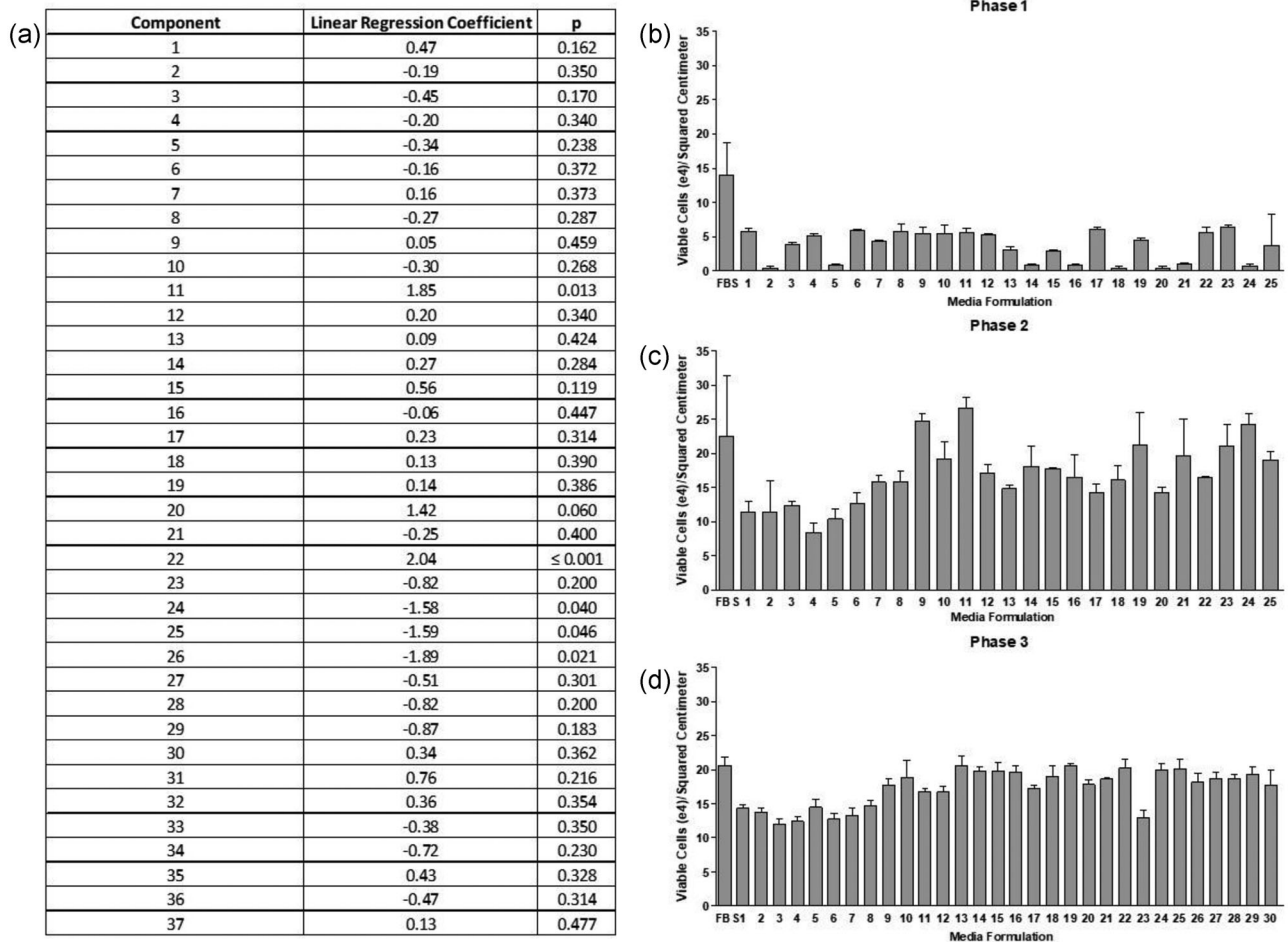 (a)
Component Linear Regression Coefficient p
1 0.47 0.162
2 -0.19 0.350
3 -0.45 0.170
4 -0.20 0.340
5 -0.34 0.238
6 -0.16 0.372
7 0.16 0.373
8 -0.27 0.287
9 0.05 0.459
10 -0.30 0.268
11 1.85 0.013
12 0.20 0.340
13 0.09 0.424
14 0.27 0.284
15 0.56 0.119
16 -0.06 0.447
17 0.23 0.314
18 0.13 0.390
19 0.14 0.386
20 1.42 0.060
21 -0.25 0.400
22 2.04 ≤ 0.001
23 -0.82 0.200
24 -1.58 0.040
25 -1.59 0.046
26 -1.89 0.021
27 -0.51 0.301
28 -0.82 0.200
29 -0.87 0.183
30 0.34 0.362
31 0.76 0.216
32 0.36 0.354
33 -0.38 0.350
34 -0.72 0.230
35 0.43 0.328
36 -0.47 0.314
37 0.13 0.477
Phase 1
(b)
Viable Cells (e4)/Squared Centimeter
35
30
25
20
15
10
5
0
FBS 1 2 3 4 5 6 7 8 9 10 11 12 13 14 15 16 17 18 19 20 21 22 23 24 25
Media Formulation
Phase 2
(c)
Viable Cells (e4)/Squared Centimeter
35
30
25
20
15
10
5
0
FB S 1 2 3 4 5 6 7 8 9 10 11 12 13 14 15 16 17 18 19 20 21 22 23 24 25
Media Formulation
Phase 3
(d)
Viable Cells (e4)/Squared Centimeter
35
30
25
20
15
10
5
0
FB S1 2 3 4 5 6 7 8 9 10 11 12 13 14 15 16 17 18 19 20 21 22 23 24 25 26 27 28 29 30
Media Formulation